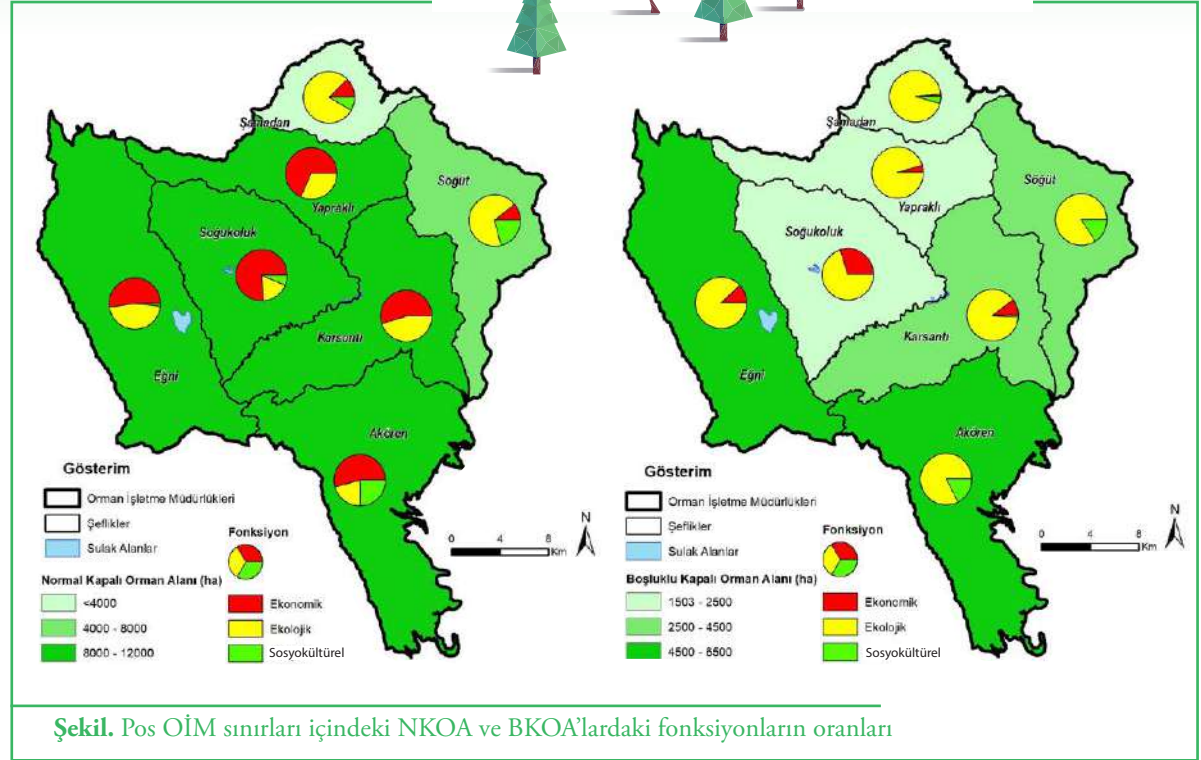 Şamadan
Yapraklı
Söğüt
Soğukoluk
Karsantı
Eğni
Akören
Gösterim
Orman İşletme Müdürlükleri
Şeflikler
Sulak Alanlar
Normal Kapalı Orman Alanı (ha)
<4000
4000 - 8000
8000 - 12000
Fonksiyon
Ekonomik
Ekolojik
Sosyokültürel
0 4 8
Km
N
Şamadan
Yapraklı
Söğüt
Soğukoluk
Karsantı
Eğni
Akören
Gösterim
Orman İşletme Müdürlükleri
Şeflikler
Sulak Alanlar
Boşluklu Kapalı Orman Alanı (ha)
1503 - 2500
2500 - 4500
4500 - 6500
Fonksiyon
Ekonomik
Ekolojik
Sosyokültürel
0 4 8
Km
N
Şekil. Pos OİM sınırları içindeki NKOA ve BKOA'lardaki fonksiyonların oranları